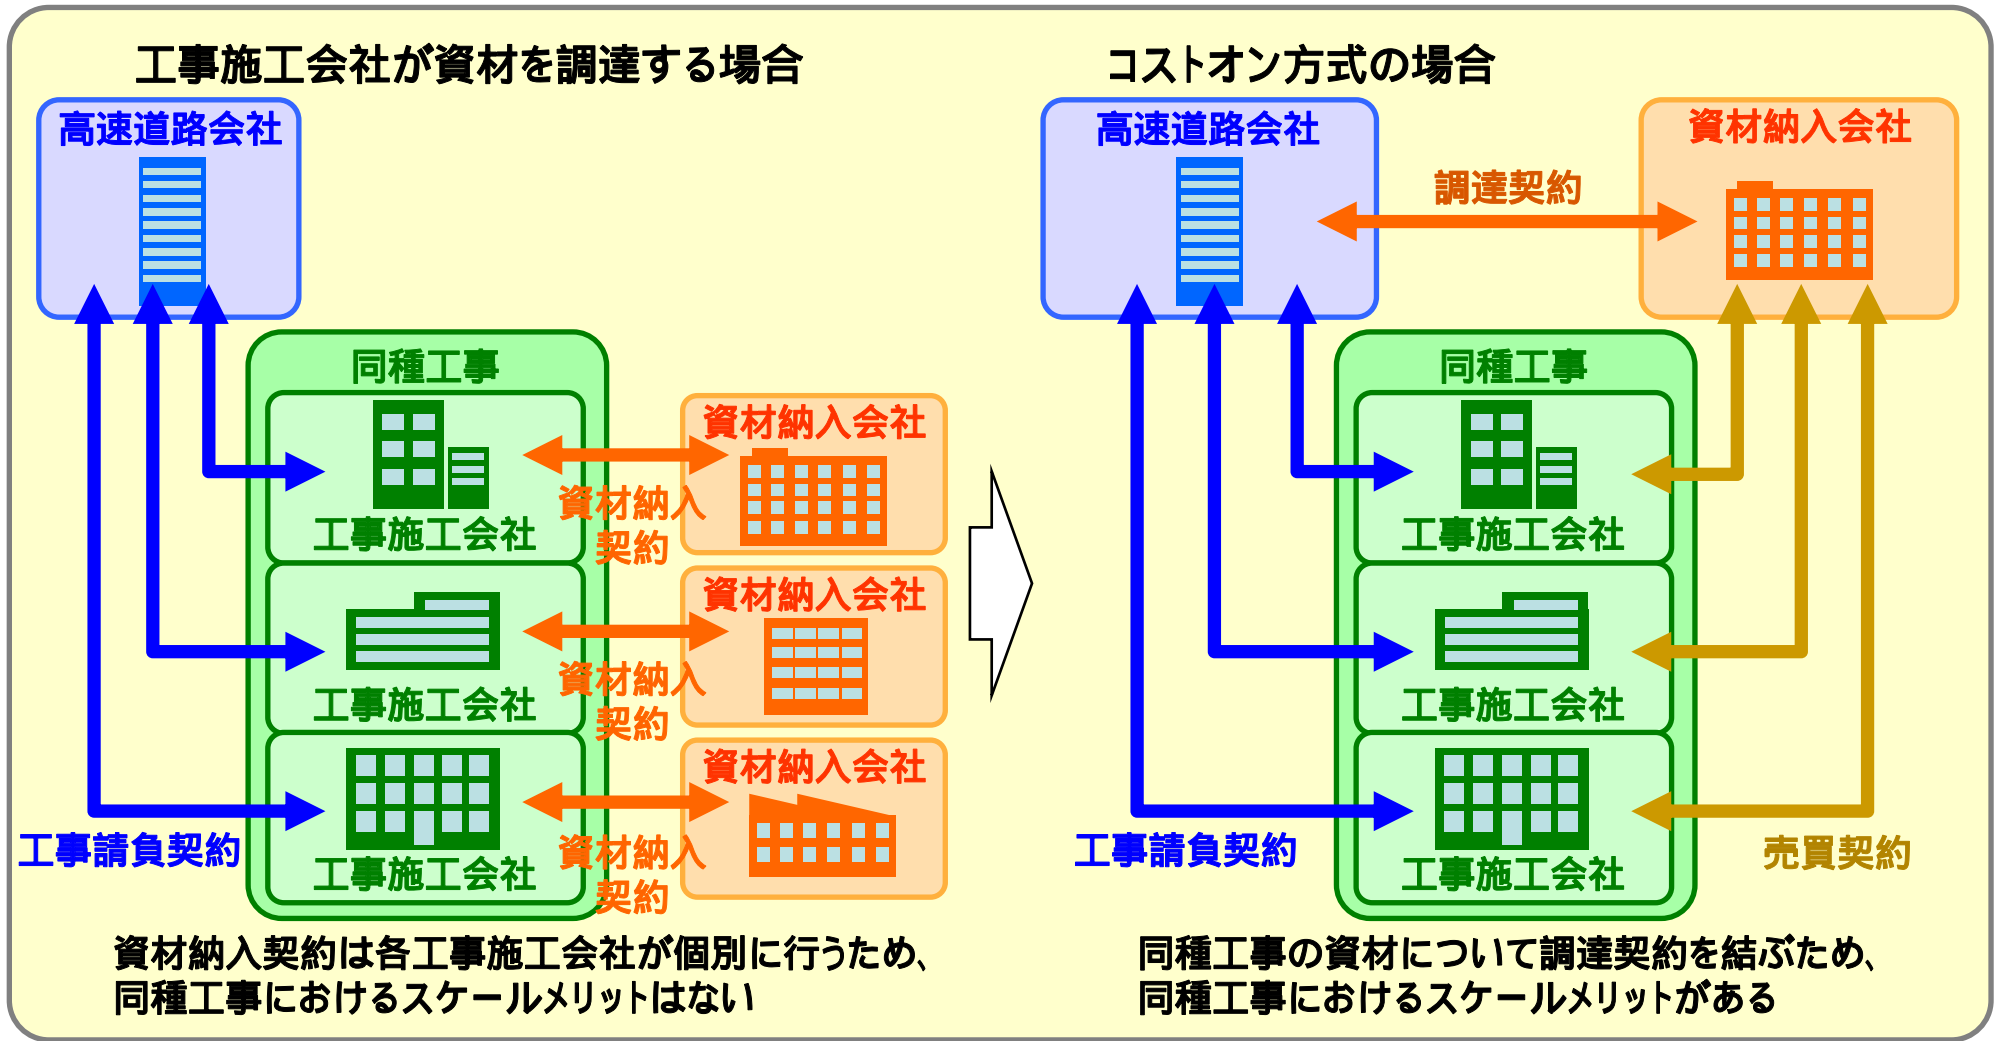 工事施工会社が資材を調達する場合
高速道路会社
同種工事
工事施工会社
資材納入会社
資材納入
契約
工事施工会社
資材納入会社
資材納入
契約
工事施工会社
資材納入会社
資材納入
契約
工事請負契約
資材納入契約は各工事施工会社が個別に行うため、
同種工事におけるスケールメリットはない
コストオン方式の場合
高速道路会社
調達契約
資材納入会社
同種工事
工事施工会社
工事施工会社
工事施工会社
工事請負契約
売買契約
同種工事の資材について調達契約を結ぶため、
同種工事におけるスケールメリットがある